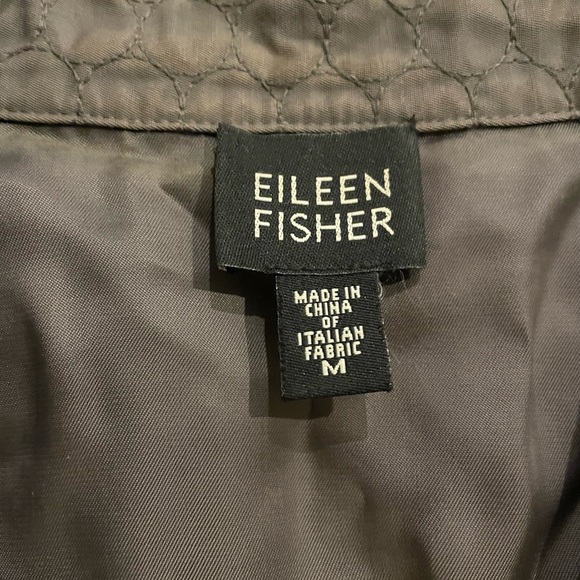 EILEEN
FISHER
MADE IN
CHINA
OF
ITALIAN
FABRIC
M